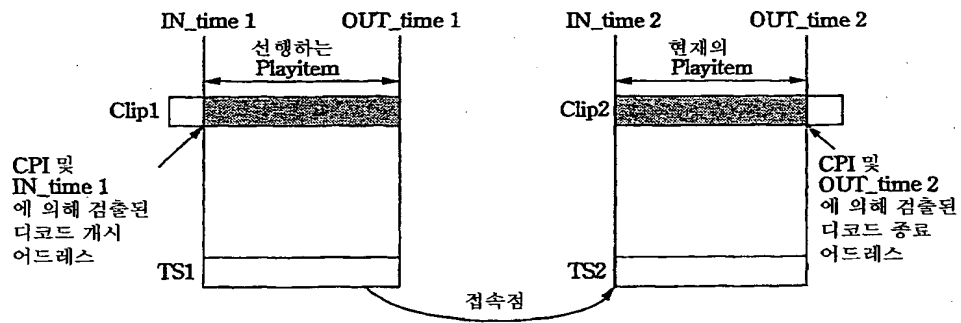 IN_time 1
OUT_time 1
IN_time 2
OUT_time 2
선행하는
Playitem
현재의
Playitem
Clip1
Clip2
CPI 및
IN_time 1
에 의해 검출된
디코드 개시
어드레스
CPI 및
OUT_time 2
에 의해 검출된
디코드 종료
어드레스
TS1
TS2
접속점